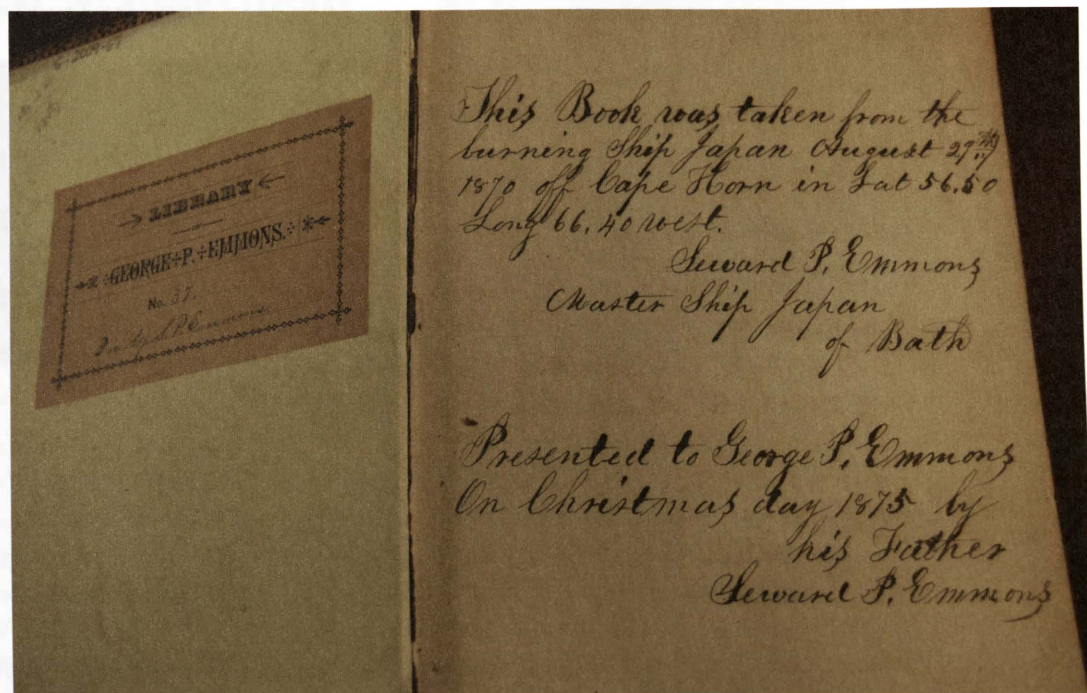 LIBRARY
GEORGE P. EMMONS.
No. 37.
S. P. Emmons.
This Book was taken from the
burning Ship Japan August 29th
1870 off Cape Horn in Lat 56.50
Long 66.40 west.
Seward P. Emmons
Master Ship Japan
of Bath
Presented to George P. Emmons
On Christmas day 1875 by
his Father
Seward P. Emmons